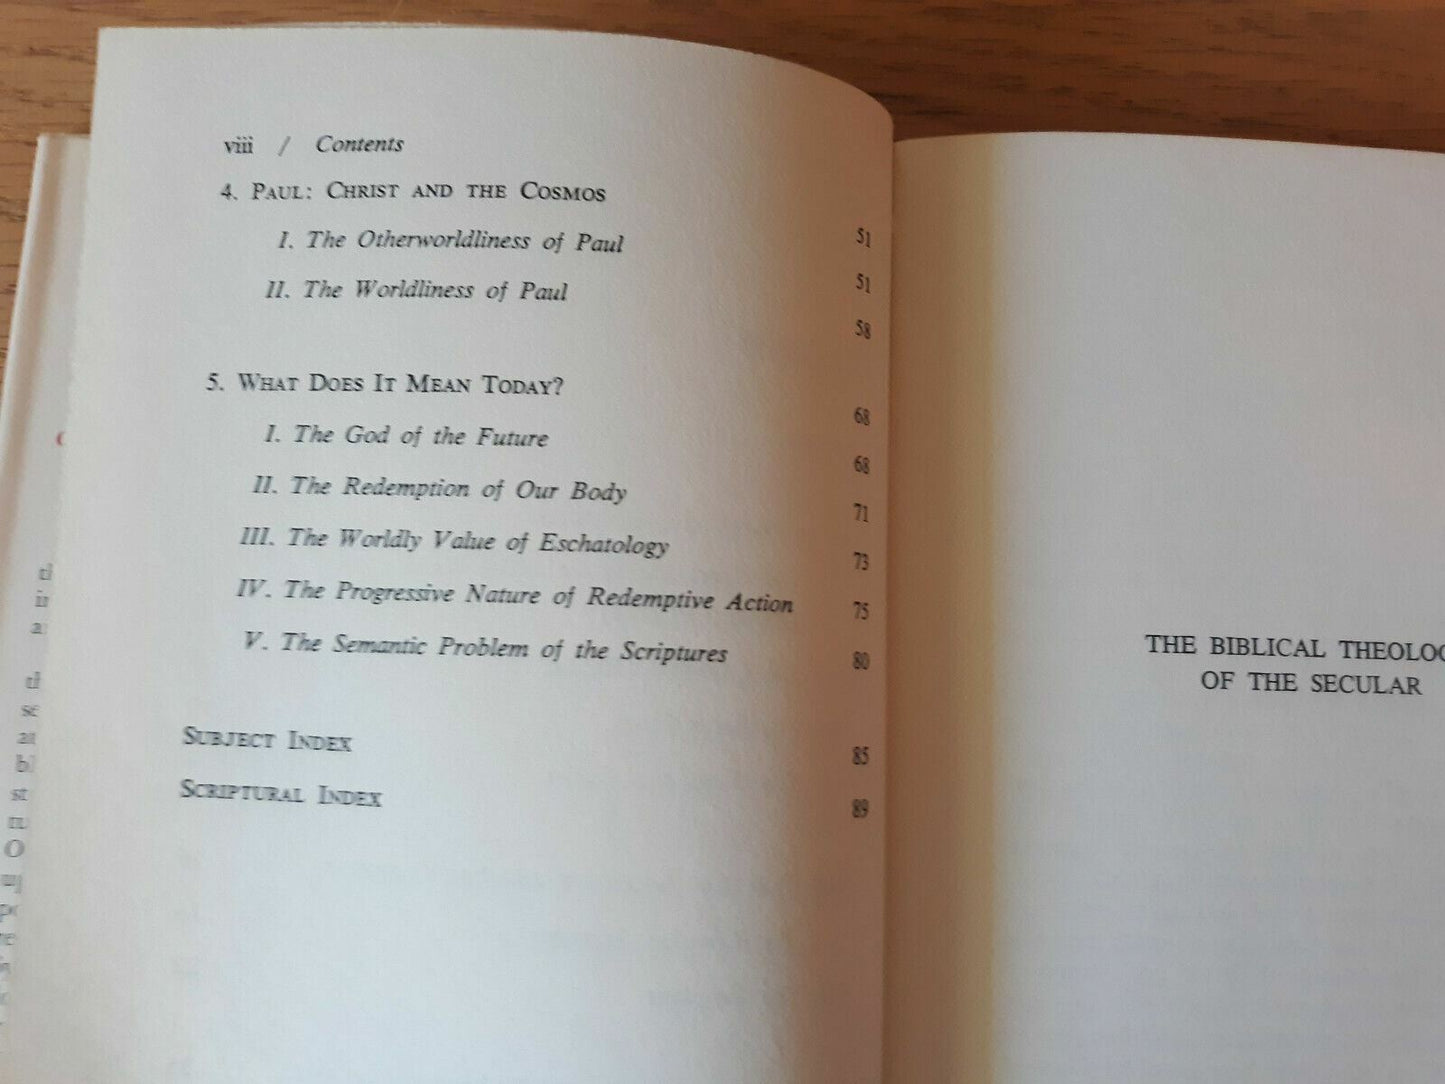 viii / Contents
4. PAUL: CHRIST AND THE COSMOS 51
I. The Otherworldliness of Paul 51
II. The Worldliness of Paul 58
5. WHAT DOES IT MEAN TODAY? 68
I. The God of the Future 68
II. The Redemption of Our Body 71
III. The Worldly Value of Eschatology 73
IV. The Progressive Nature of Redemptive Action 75
V. The Semantic Problem of the Scriptures 80
SUBJECT INDEX 85
SCRIPTURAL INDEX 89
THE BIBLICAL THEOLOG
OF THE SECULAR